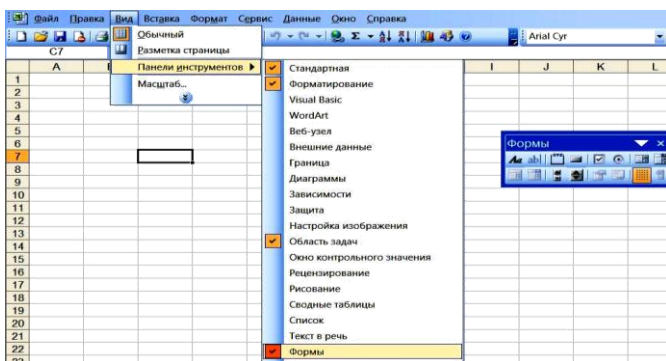 Файл Правка Вид Вставка Формат Сервис Данные Окно Справка
Arial Cyr
C7
Обычный
Разметка страницы
Панели инструментов
Масштаб...
Стандартная
Форматирование
Visual Basic
WordArt
Веб-узел
Внешние данные
Граница
Диаграммы
Зависимости
Защита
Настройка изображения
Область задач
Окно контрольного значения
Рецензирование
Рисование
Сводные таблицы
Список
Текст в речь
Формы
A I J K L
1
2
3
4
5
6
7
8
9
10
11
12
13
14
15
16
17
18
19
20
21
22
Формы
Aa ab